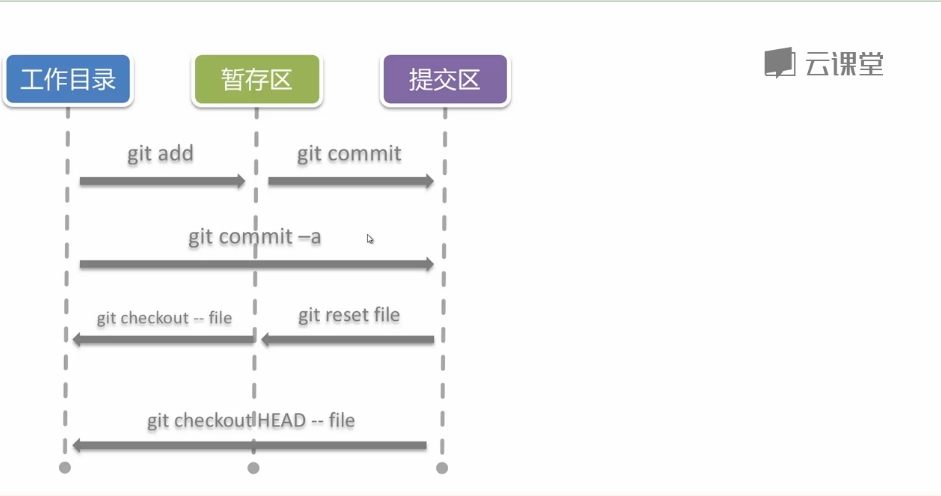 云课堂
工作目录 暂存区 提交区
git add git commit
git commit –a
git checkout -- file git reset file
git checkout HEAD -- file